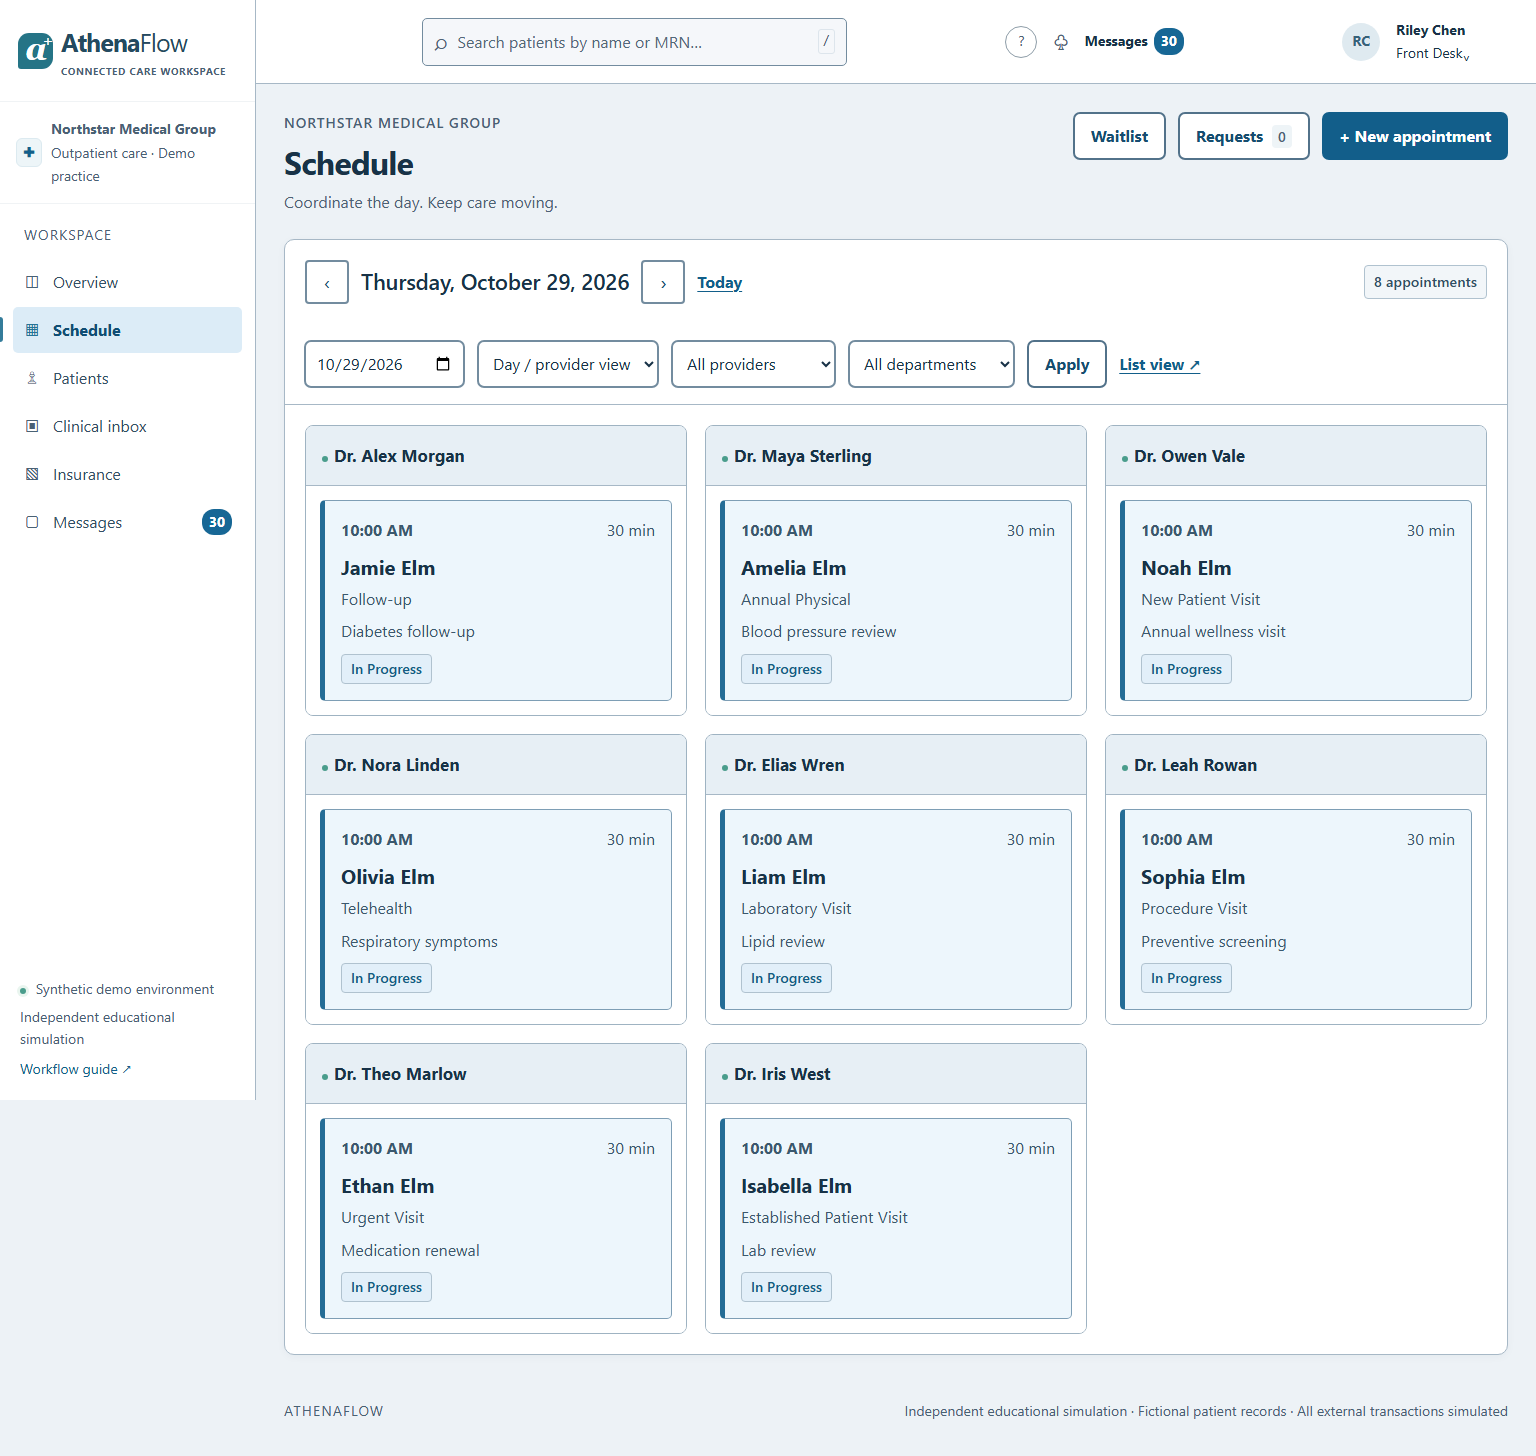 AthenaFlow
CONNECTED CARE WORKSPACE
Search patients by name or MRN...
/
?
Messages 30
RC
Riley Chen
Front Desk
Northstar Medical Group
Outpatient care · Demo
practice
WORKSPACE
Overview
Schedule
Patients
Clinical inbox
Insurance
Messages 30
Synthetic demo environment
Independent educational
simulation
Workflow guide ↗
NORTHSTAR MEDICAL GROUP
Schedule
Coordinate the day. Keep care moving.
Waitlist
Requests 0
+ New appointment
‹ Thursday, October 29, 2026 › Today
8 appointments
10/29/2026
Day / provider view
All providers
All departments
Apply
List view ↗
Dr. Alex Morgan
10:00 AM 30 min
Jamie Elm
Follow-up
Diabetes follow-up
In Progress
Dr. Maya Sterling
10:00 AM 30 min
Amelia Elm
Annual Physical
Blood pressure review
In Progress
Dr. Owen Vale
10:00 AM 30 min
Noah Elm
New Patient Visit
Annual wellness visit
In Progress
Dr. Nora Linden
10:00 AM 30 min
Olivia Elm
Telehealth
Respiratory symptoms
In Progress
Dr. Elias Wren
10:00 AM 30 min
Liam Elm
Laboratory Visit
Lipid review
In Progress
Dr. Leah Rowan
10:00 AM 30 min
Sophia Elm
Procedure Visit
Preventive screening
In Progress
Dr. Theo Marlow
10:00 AM 30 min
Ethan Elm
Urgent Visit
Medication renewal
In Progress
Dr. Iris West
10:00 AM 30 min
Isabella Elm
Established Patient Visit
Lab review
In Progress
ATHENAFLOW
Independent educational simulation · Fictional patient records · All external transactions simulated